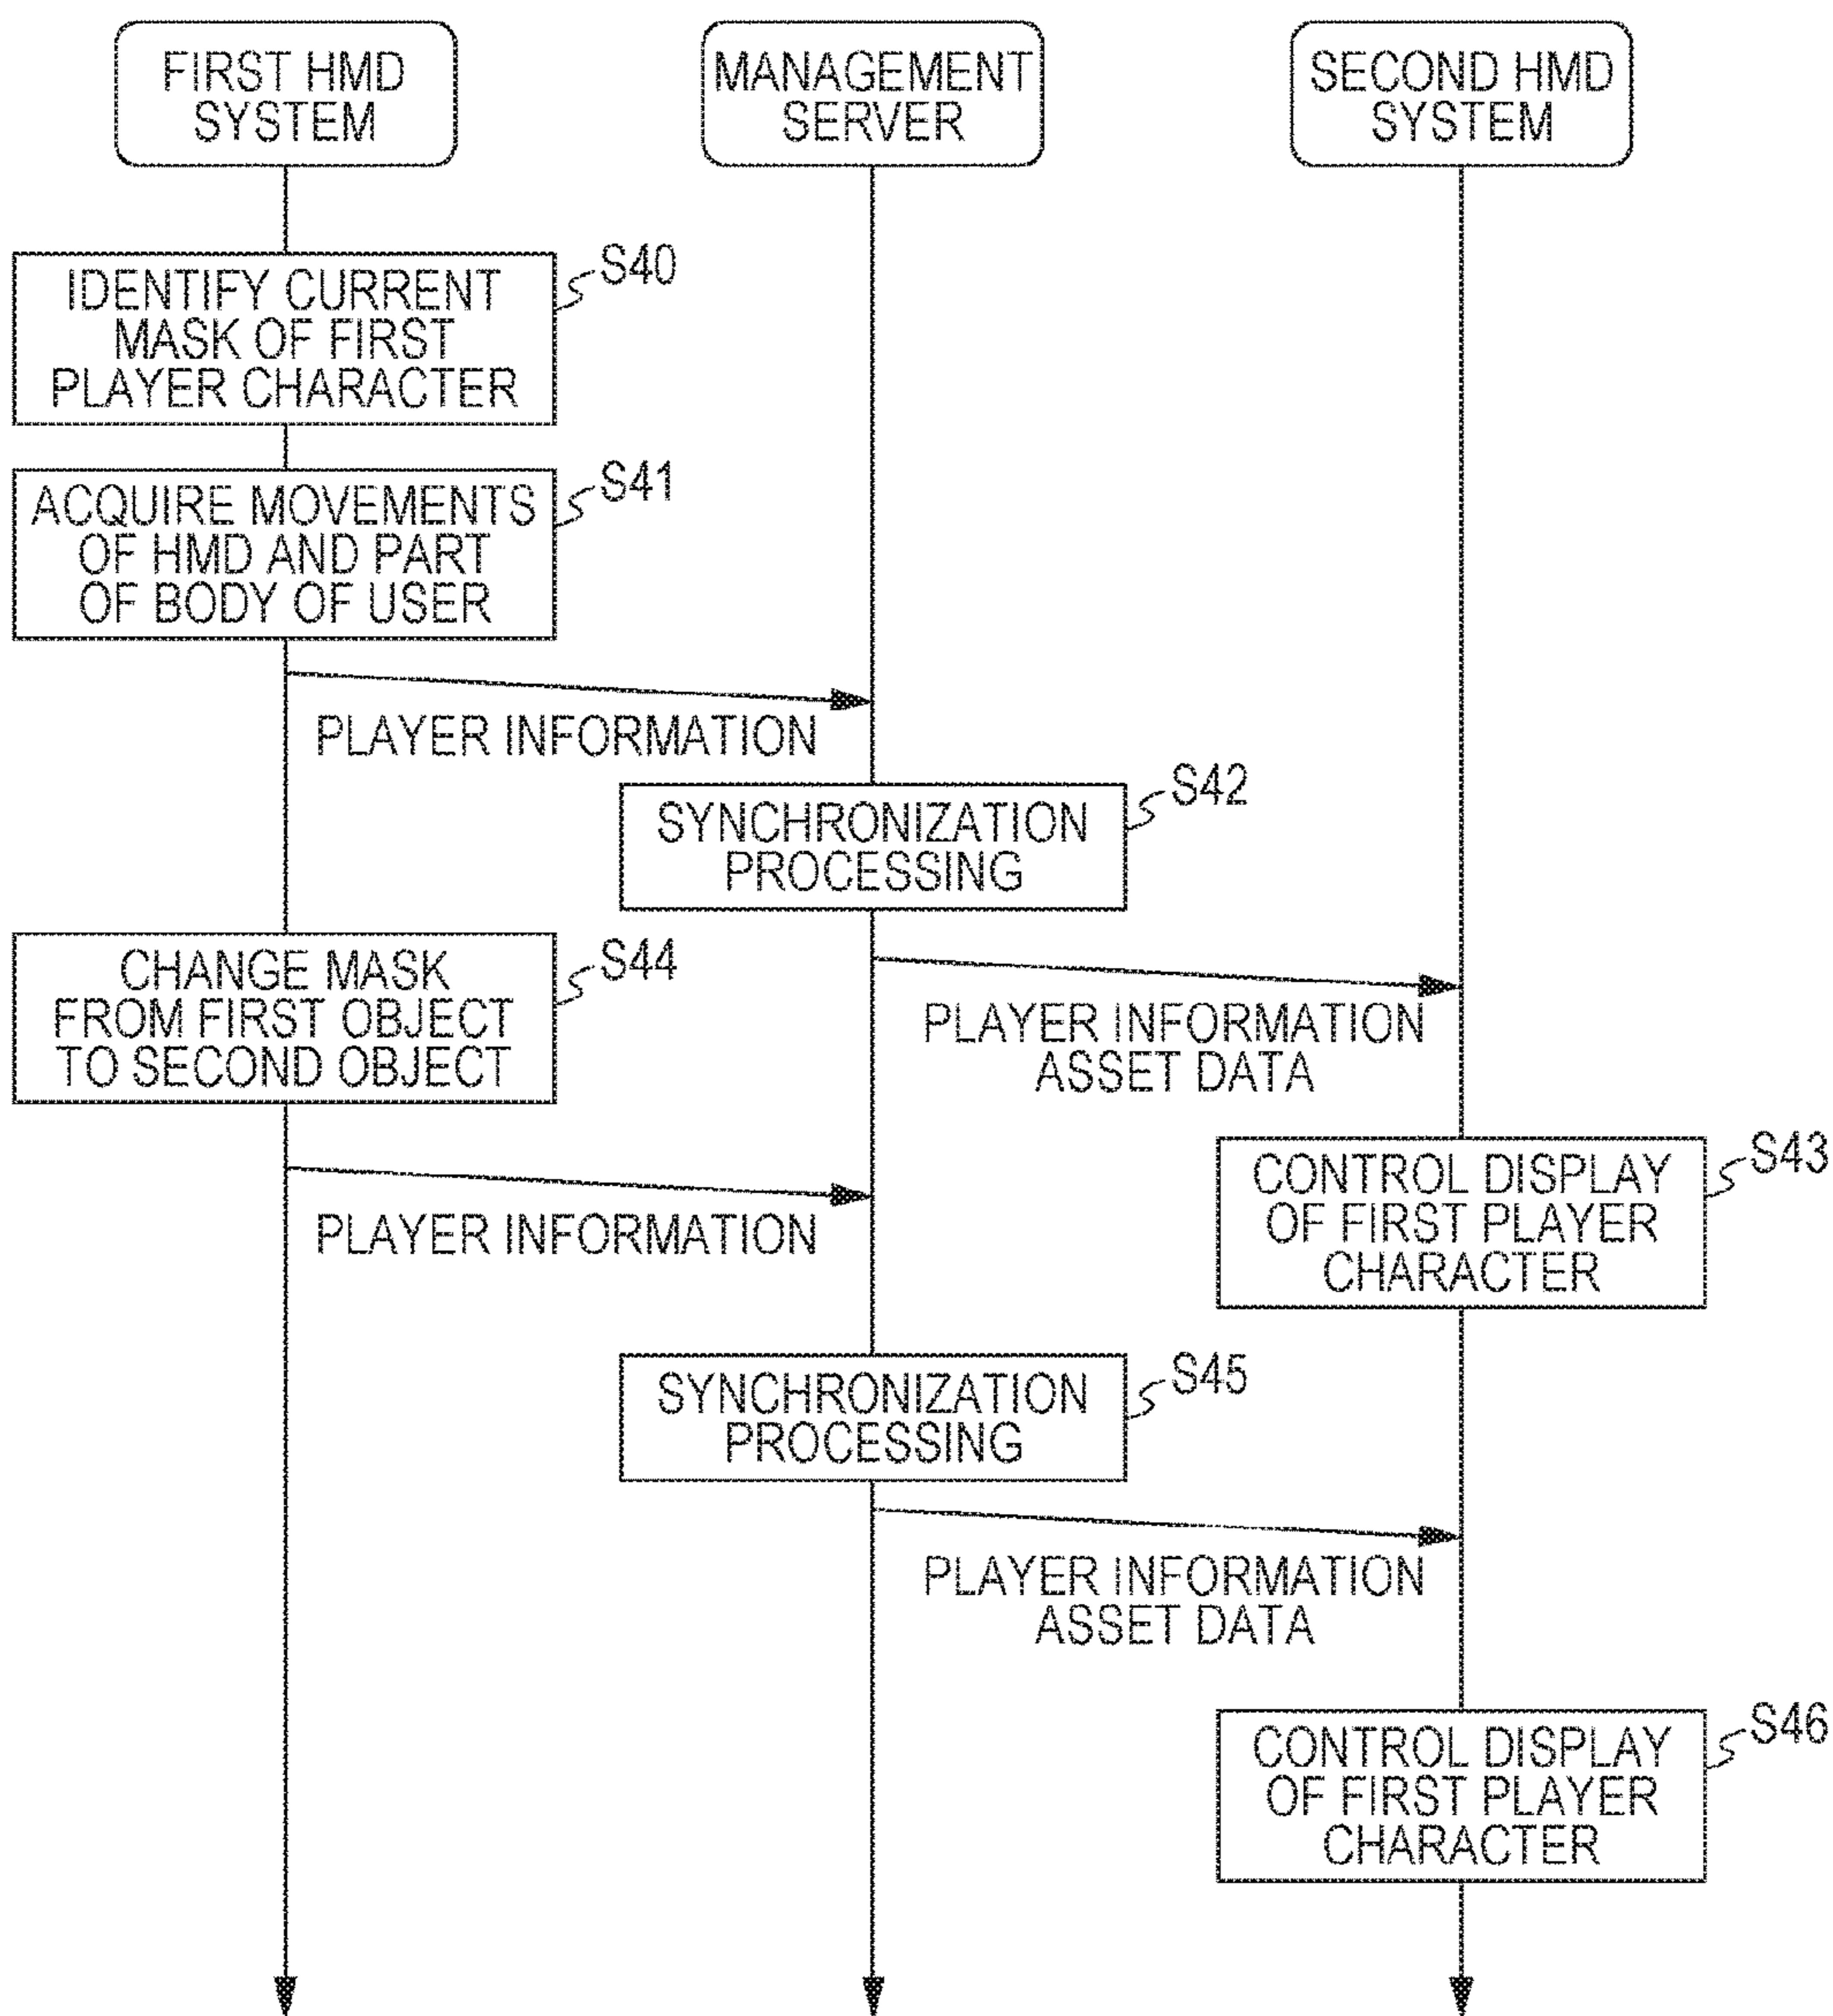 FIRST HMD
SYSTEM
MANAGEMENT
SERVER
SECOND HMD
SYSTEM
S40
IDENTIFY CURRENT
MASK OF FIRST
PLAYER CHARACTER
S41
ACQUIRE MOVEMENTS
OF HMD AND PART
OF BODY OF USER
PLAYER INFORMATION
S42
SYNCHRONIZATION
PROCESSING
S44
CHANGE MASK
FROM FIRST OBJECT
TO SECOND OBJECT
PLAYER INFORMATION
ASSET DATA
S43
CONTROL DISPLAY
OF FIRST PLAYER
CHARACTER
PLAYER INFORMATION
S45
SYNCHRONIZATION
PROCESSING
PLAYER INFORMATION
ASSET DATA
S46
CONTROL DISPLAY
OF FIRST PLAYER
CHARACTER